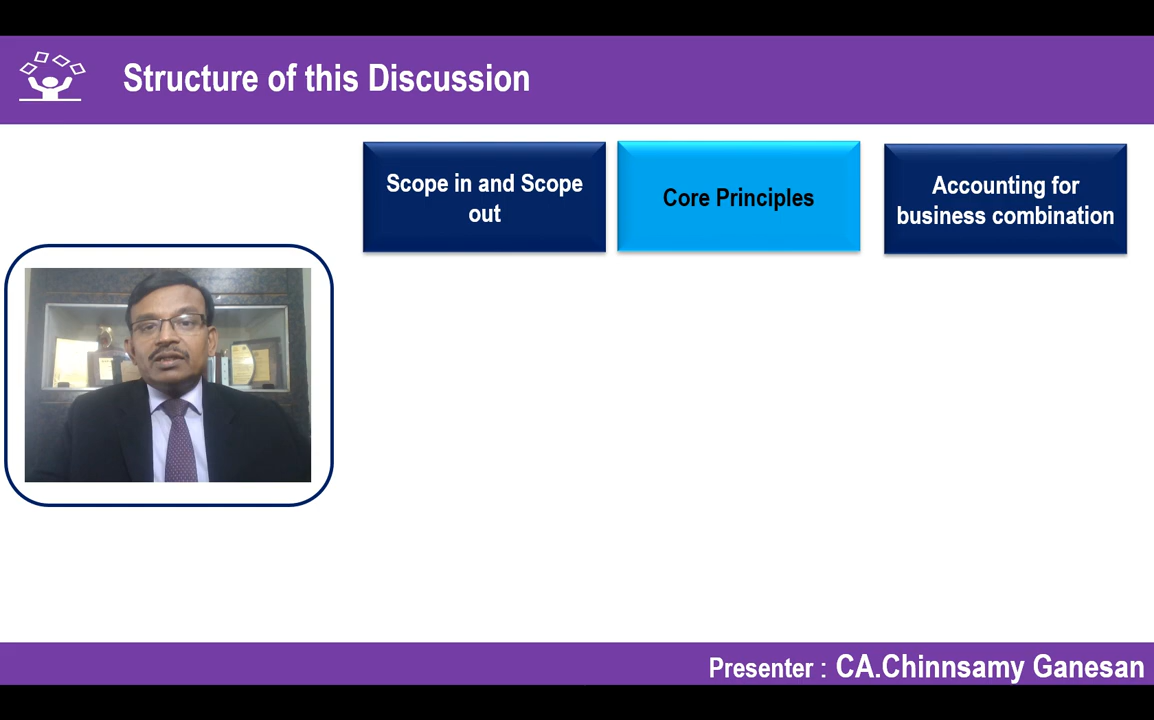 Structure of this Discussion
Scope in and Scope
out
Core Principles
Accounting for
business combination
Presenter : CA.Chinnsamy Ganesan